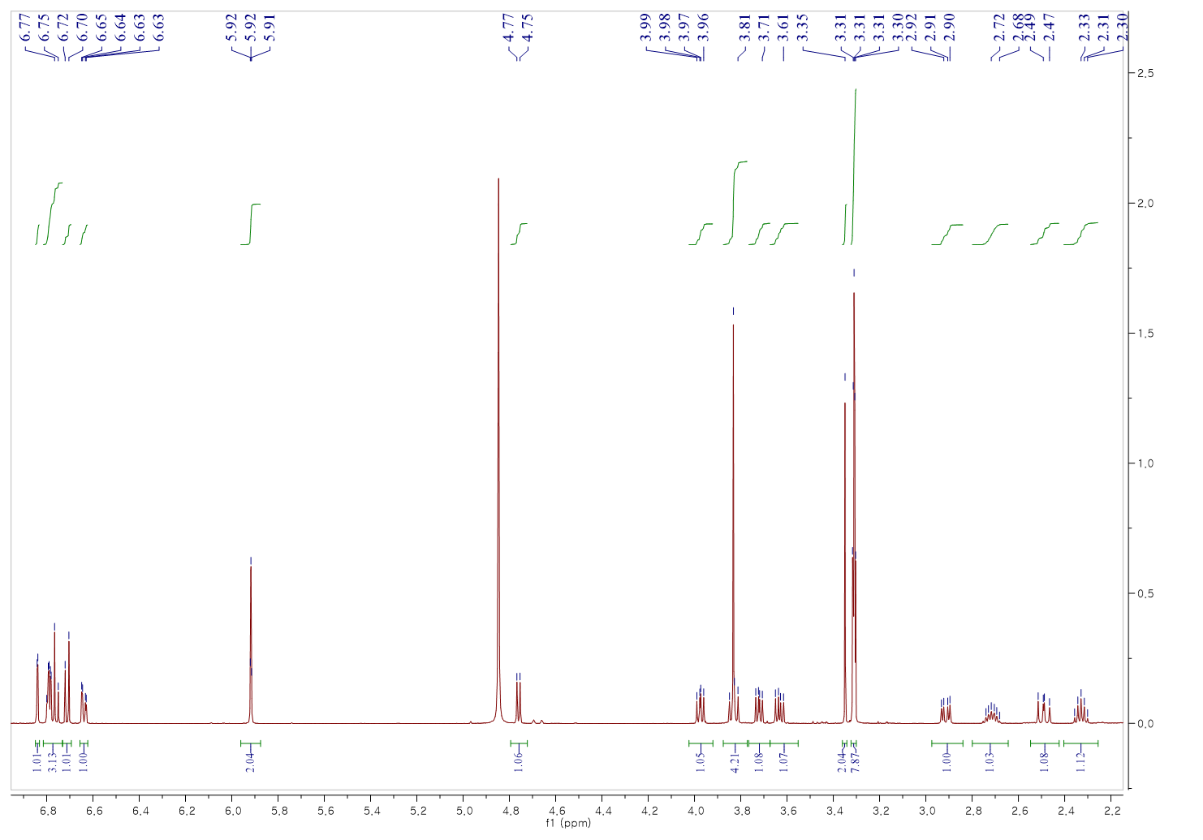 6.77 6.75 6.72 6.70 6.65 6.64 6.63 6.63 5.92 5.92 5.91 4.77 4.75 3.99 3.98 3.97 3.96 3.81 3.71 3.61 3.35 3.31 3.31 3.31 3.30 2.92 2.91 2.90 2.72 2.68 2.49 2.47 2.33 2.31 2.30
2,5
2,0
1,5
1,0
0,5
0,0
1.01 3.13 1.01 1.00 2.04 1.06 1.05 4.21 1.08 1.07 2.04 7.87 1.00 1.03 1.08 1.12
6,8 6,6 6,4 6,2 6,0 5,8 5,6 5,4 5,2 5,0 4,8 4,6 4,4 4,2 4,0 3,8 3,6 3,4 3,2 3,0 2,8 2,6 2,4 2,2
f1 (ppm)